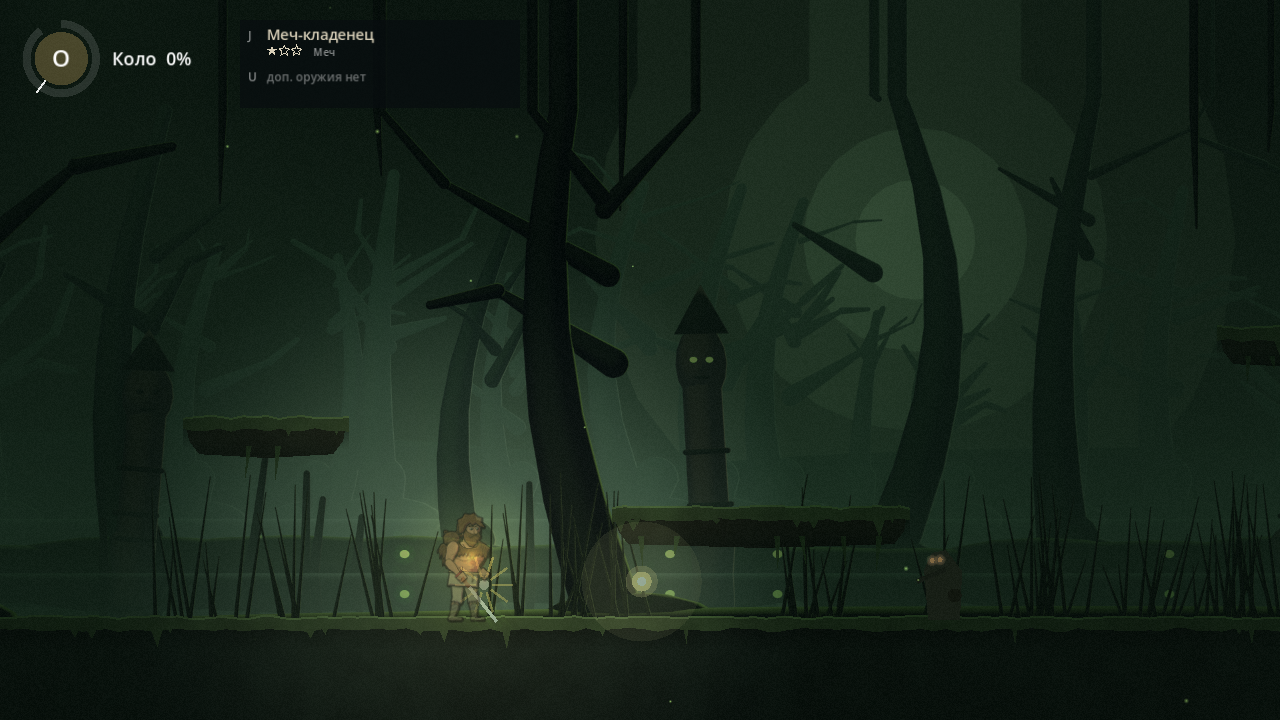 О
Коло 0%
J Меч-кладенец
Меч
U доп. оружия нет